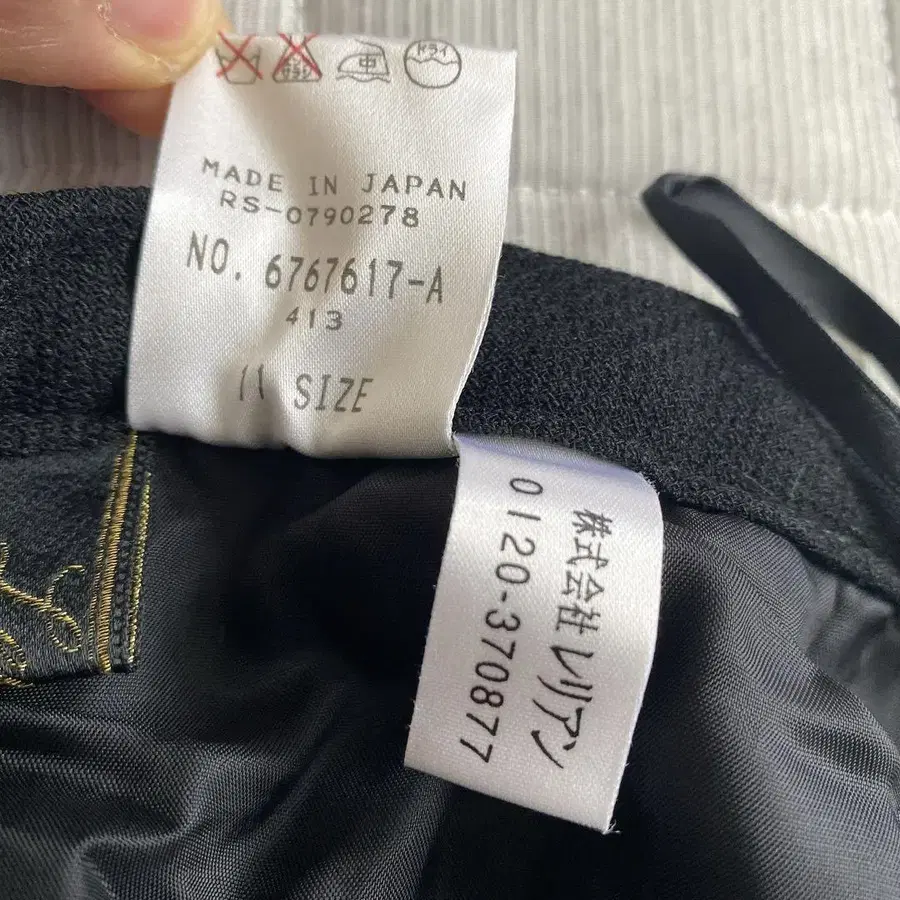 中
ドライ
MADE IN JAPAN
RS-0790278
NO. 6767617-A
413
11 SIZE
株式会社レリアン
0120-370877